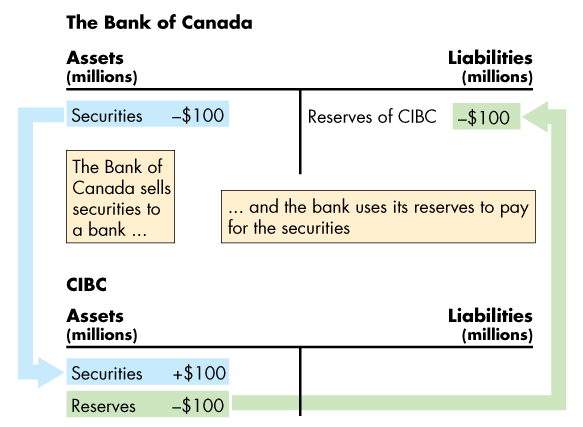 The Bank of Canada
Assets Liabilities
(millions) (millions)
Securities –$100 Reserves of CIBC –$100
The Bank of
Canada sells
securities to
a bank ...
... and the bank uses its reserves to pay
for the securities
CIBC
Assets Liabilities
(millions) (millions)
Securities +$100
Reserves –$100